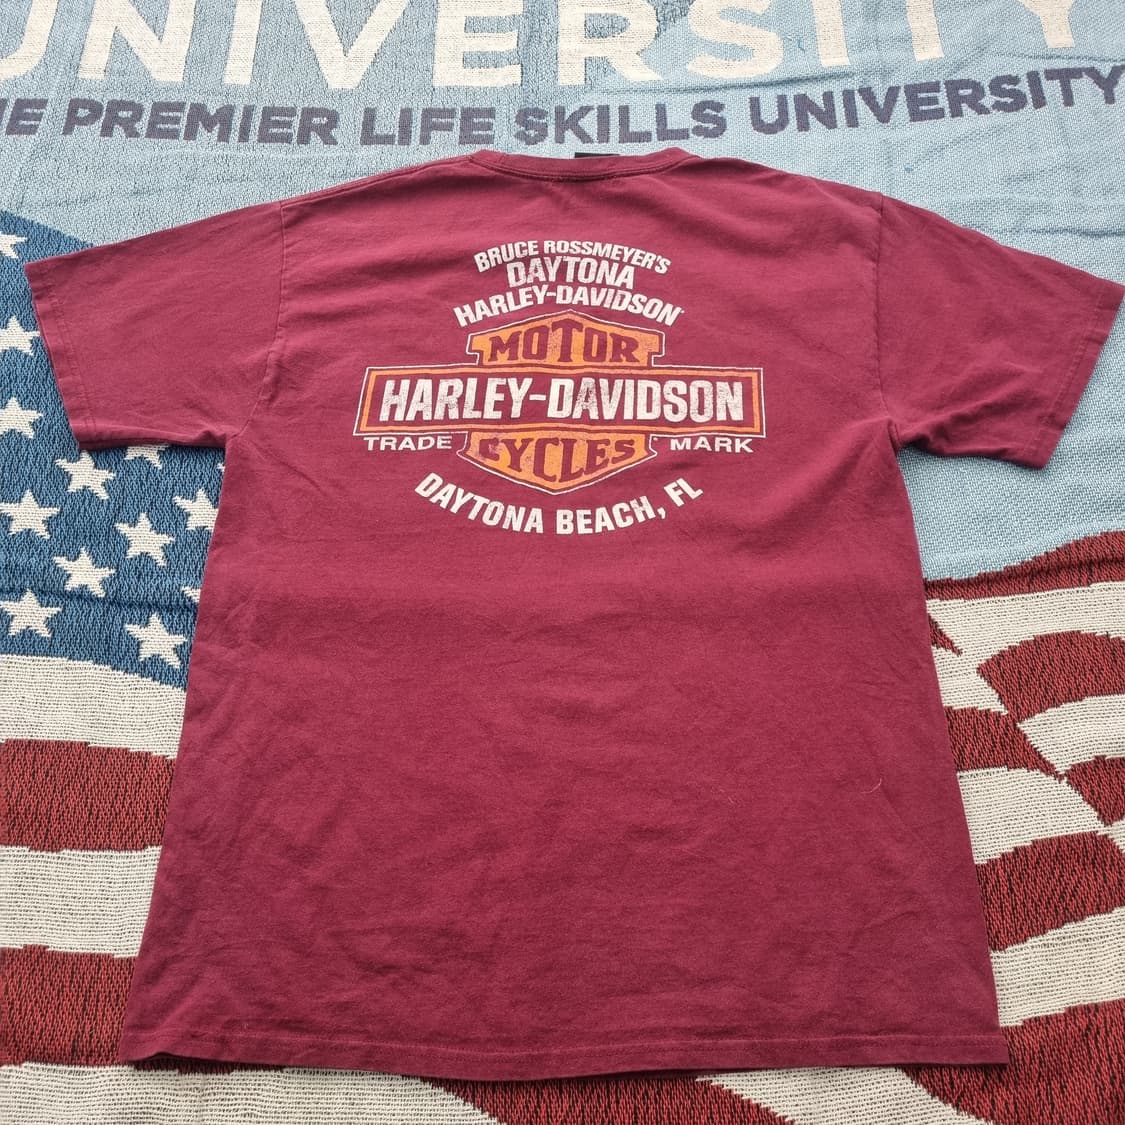 UNIVERSITY
HE PREMIER LIFE SKILLS UNIVERSITY
BRUCE ROSSMEYER'S
DAYTONA
HARLEY-DAVIDSON
MOTOR
HARLEY-DAVIDSON
TRADE MARK
CYCLES
DAYTONA BEACH, FL